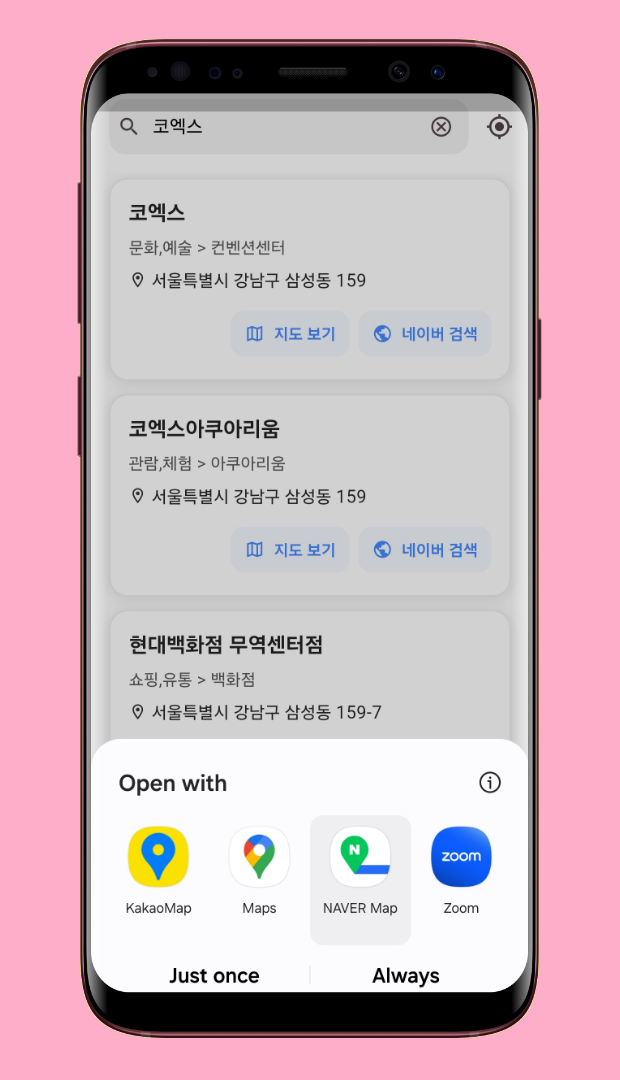 코엑스
코엑스
문화,예술 > 컨벤션센터
서울특별시 강남구 삼성동 159
지도 보기 네이버 검색
코엑스아쿠아리움
관람,체험 > 아쿠아리움
서울특별시 강남구 삼성동 159
지도 보기 네이버 검색
현대백화점 무역센터점
쇼핑,유통 > 백화점
서울특별시 강남구 삼성동 159-7
Open with
N zoom
KakaoMap Maps NAVER Map Zoom
Just once Always